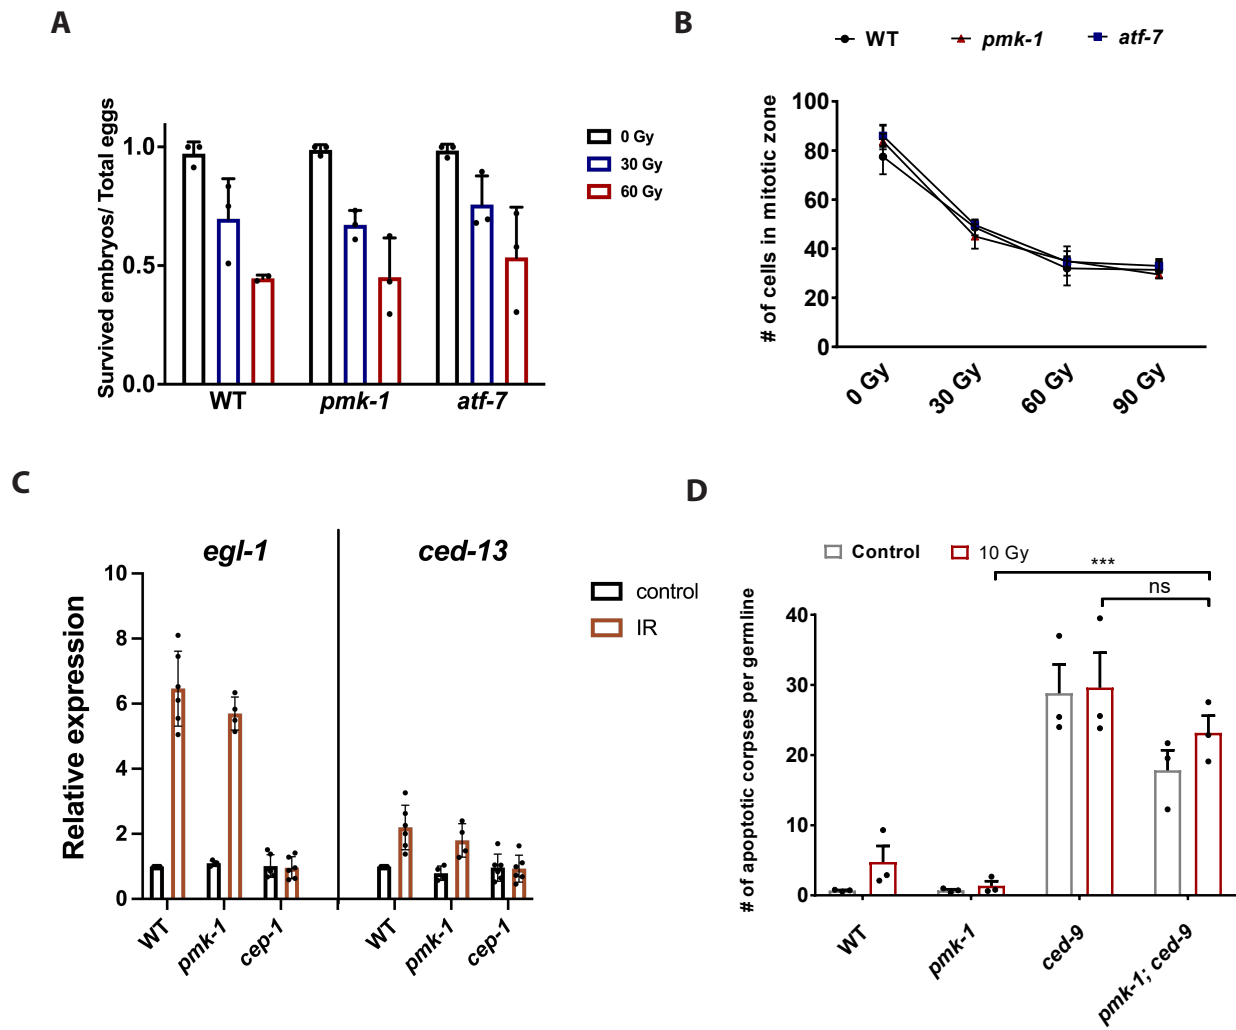 A
Survived embryos/ Total eggs
1.0
0.5
0.0
WT
pmk-1
atf-7
0 Gy
30 Gy
60 Gy
B
WT
pmk-1
atf-7
# of cells in mitotic zone
100
80
60
40
20
0
0 Gy
30 Gy
60 Gy
90 Gy
C
egl-1
ced-13
Relative expression
10
8
6
4
2
0
WT
pmk-1
cep-1
WT
pmk-1
cep-1
control
IR
D
Control
10 Gy
***
ns
# of apoptotic corpses per germline
40
30
20
10
0
WT
pmk-1
ced-9
pmk-1; ced-9